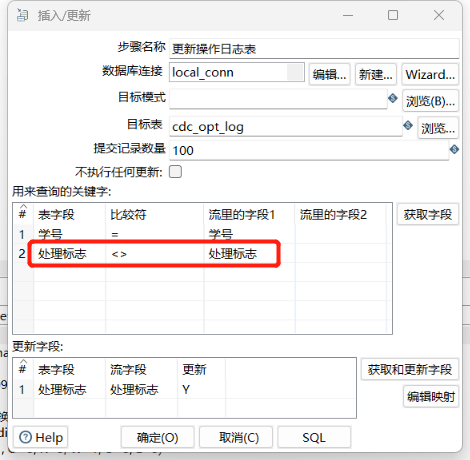 插入/更新
步骤名称 更新操作日志表
数据库连接 local_conn 编辑... 新建... Wizard...
目标模式 浏览(B)...
目标表 cdc_opt_log 浏览...
提交记录数量 100
不执行任何更新:
用来查询的关键字:
# 表字段 比较符 流里的字段1 流里的字段2 获取字段
1 学号 = 学号
2 处理标志 <> 处理标志
更新字段:
# 表字段 流字段 更新 获取和更新字段
1 处理标志 处理标志 Y
编辑映射
Help 确定(O) 取消(C) SQL